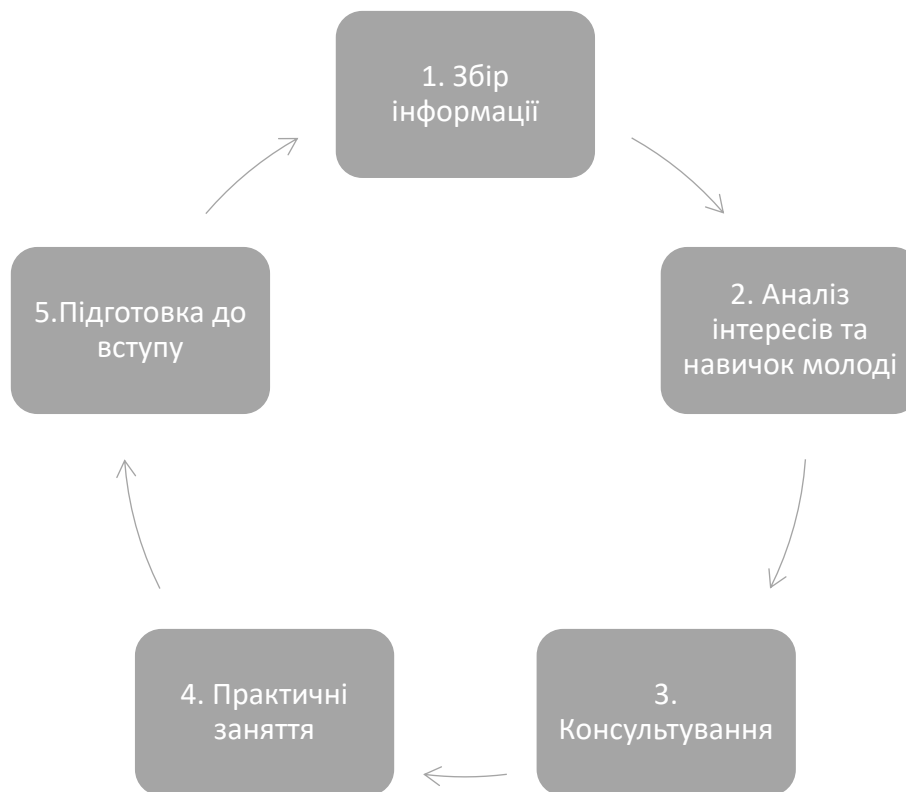 1. Збір
інформації
2. Аналіз
інтересів та
навичок молоді
3.
Консультування
4. Практичні
заняття
5.Підготовка до
вступу